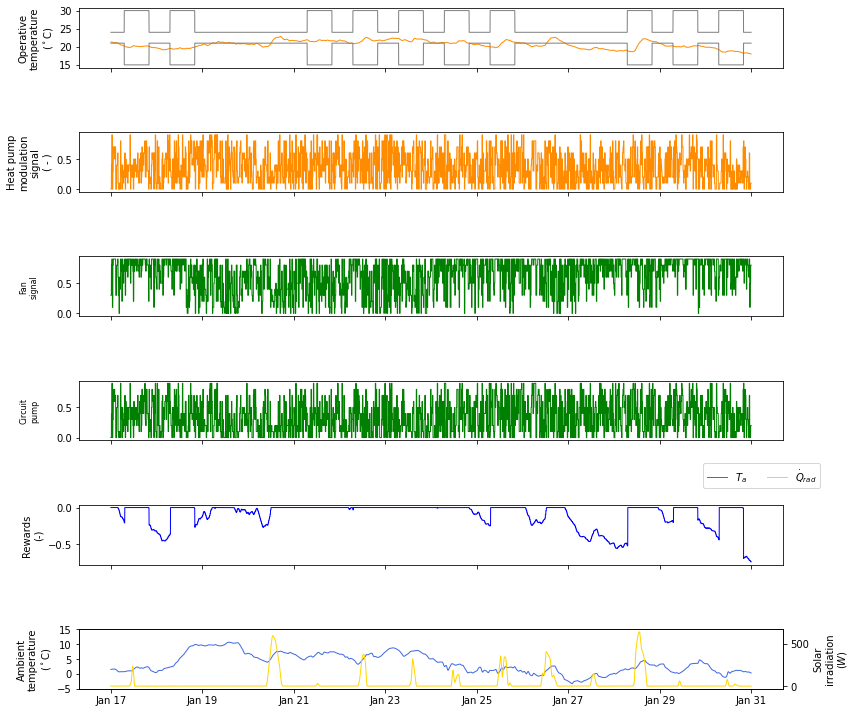 Operative
temperature
(°C)
30
25
20
15
Heat pump
modulation
signal
( - )
0.5
0.0
Fan
signal
0.5
0.0
Circuit
pump
0.5
0.0
T_a Q̇_rad
Rewards
(-)
0.0
−0.5
Ambient
temperature
(°C)
15
10
5
0
−5
500
0
Solar
irradiation
(W)
Jan 17 Jan 19 Jan 21 Jan 23 Jan 25 Jan 27 Jan 29 Jan 31